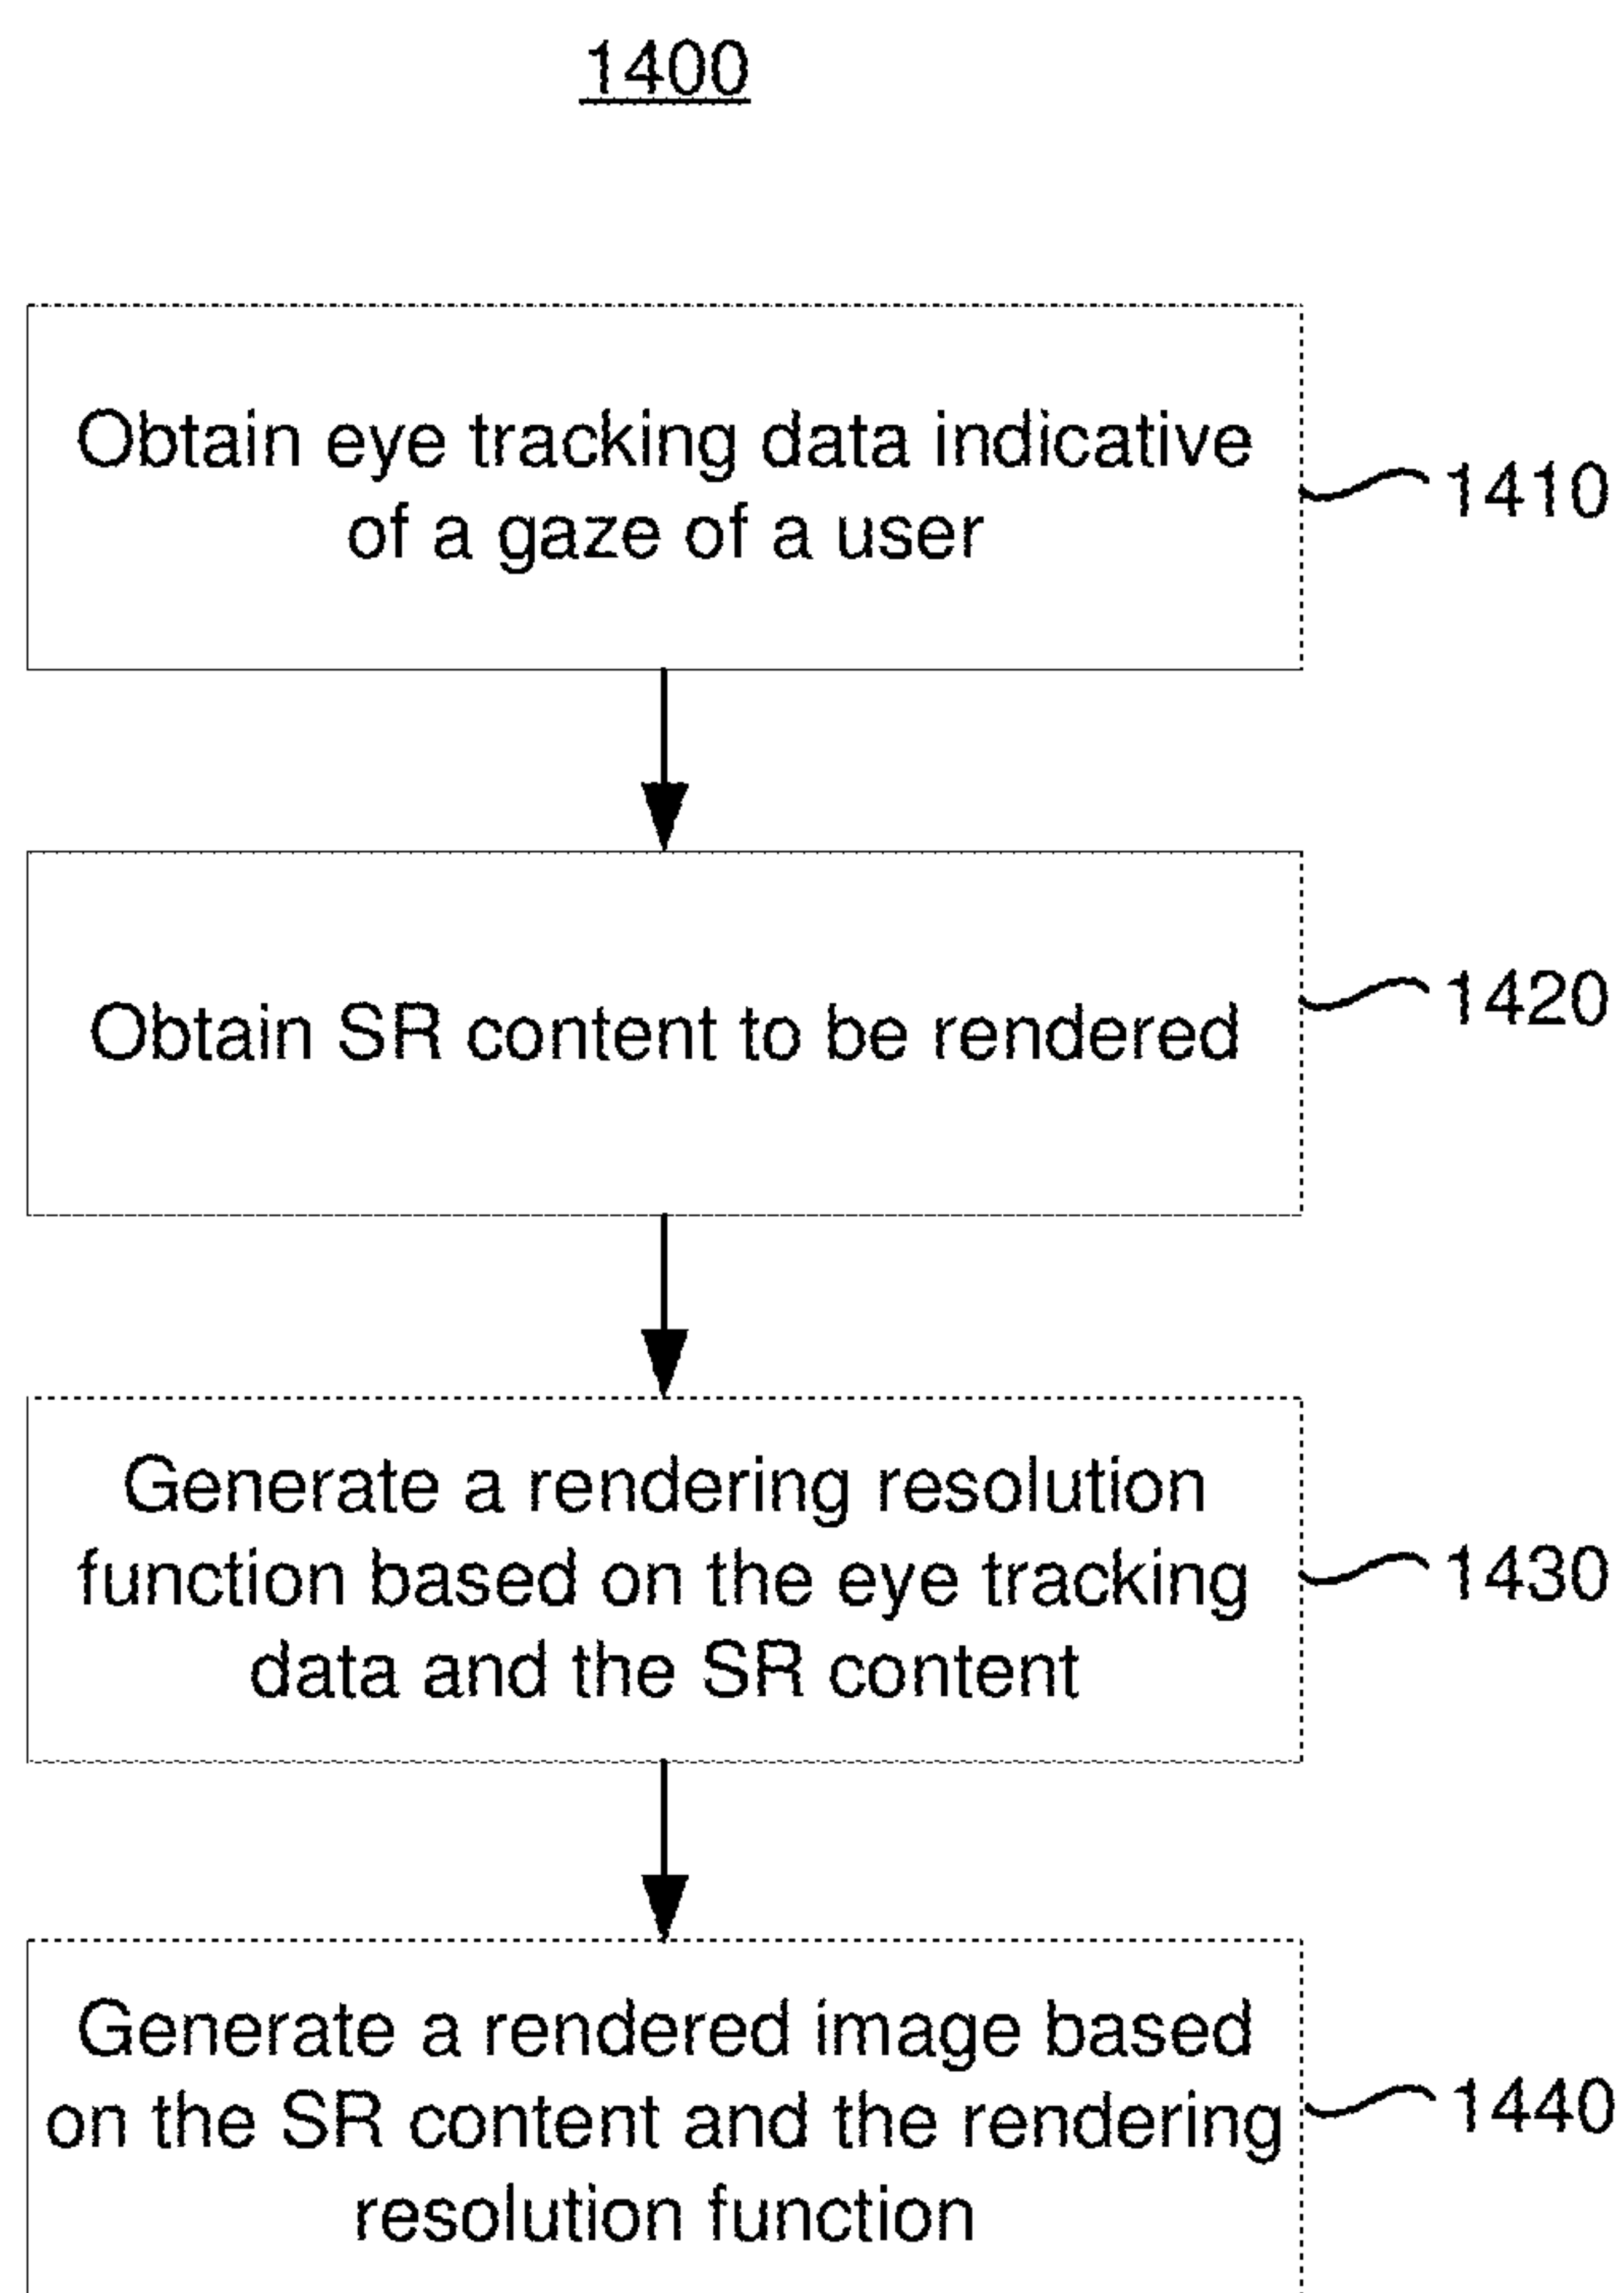 1400
Obtain eye tracking data indicative
of a gaze of a user
1410
Obtain SR content to be rendered
1420
Generate a rendering resolution
function based on the eye tracking
data and the SR content
1430
Generate a rendered image based
on the SR content and the rendering
resolution function
1440